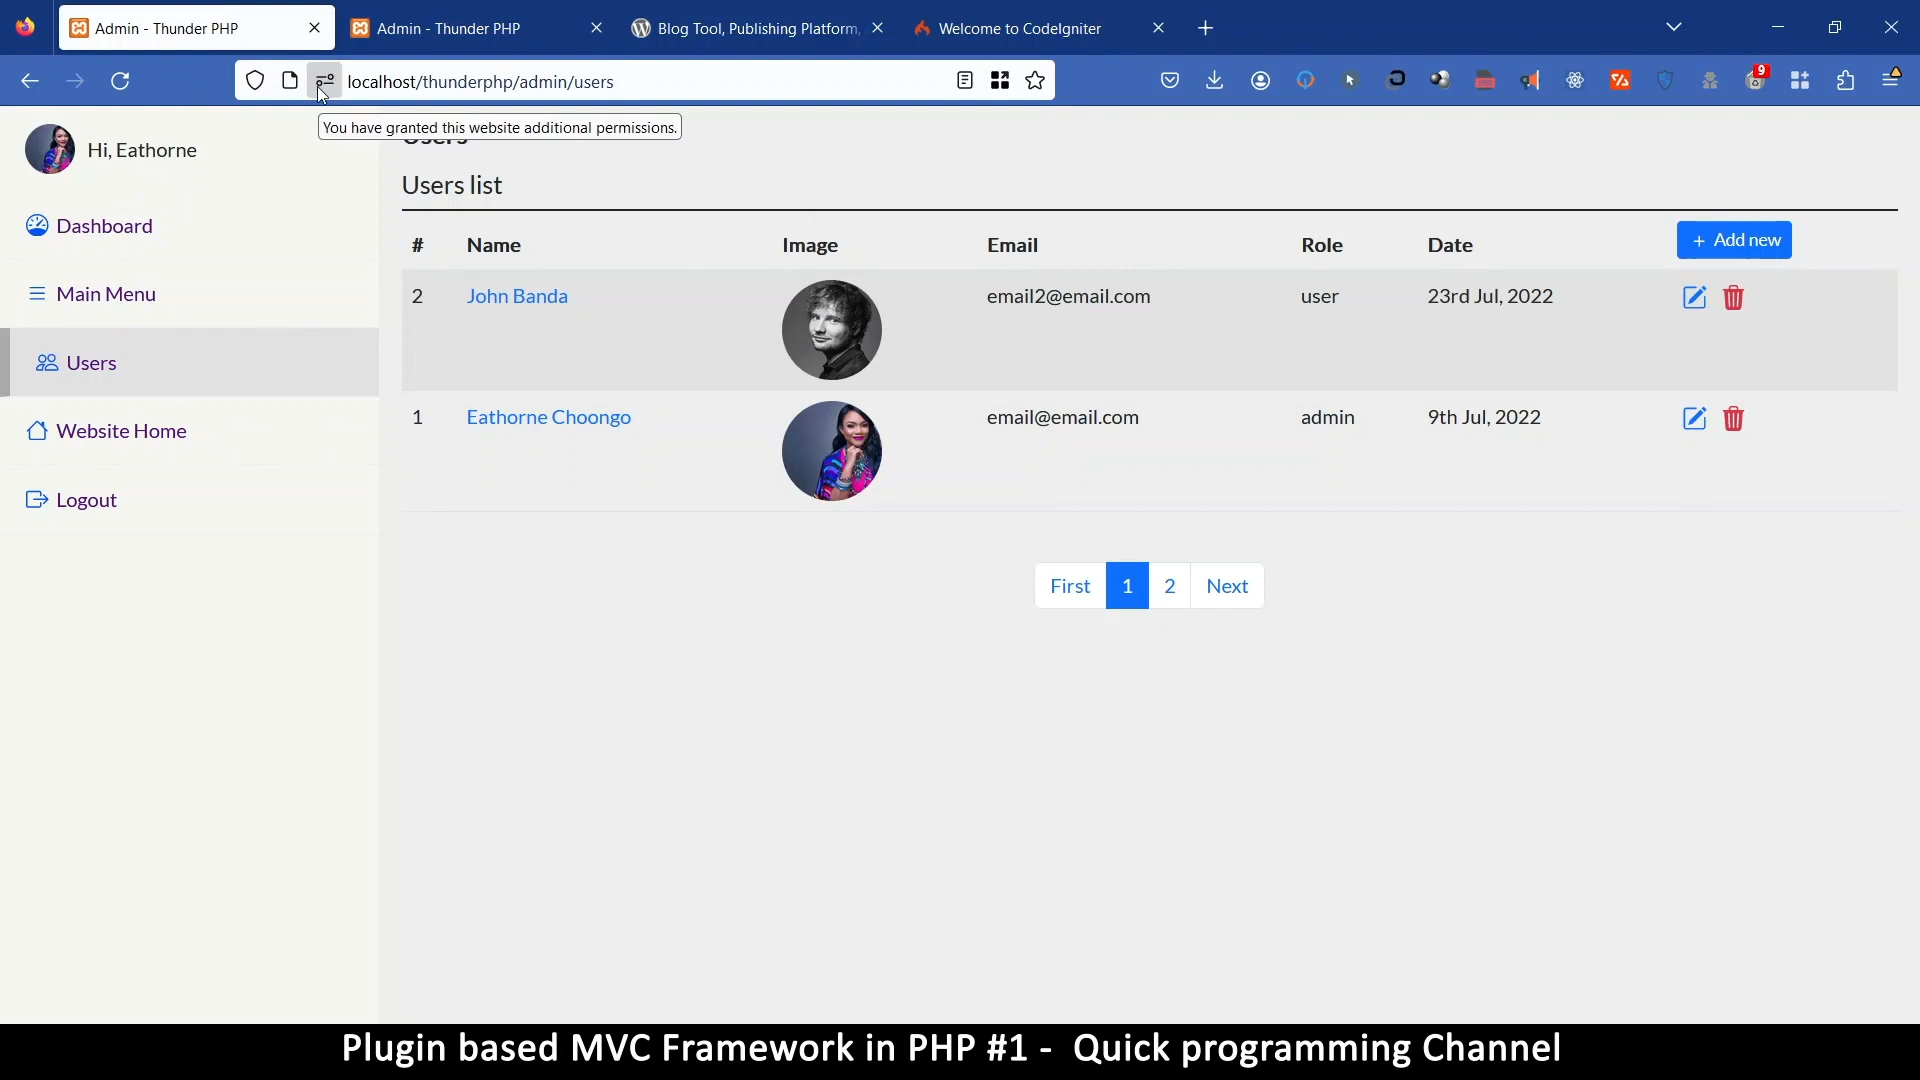 Admin - Thunder PHP
Admin - Thunder PHP
Blog Tool, Publishing Platform,
Welcome to CodeIgniter
localhost/thunderphp/admin/users
9
You have granted this website additional permissions.
Hi, Eathorne
Dashboard
Main Menu
Users
Website Home
Logout
Users
Users list
# Name Image Email Role Date + Add new
2 John Banda email2@email.com user 23rd Jul, 2022
1 Eathorne Choongo email@email.com admin 9th Jul, 2022
First 1 2 Next
Plugin based MVC Framework in PHP #1 - Quick programming Channel